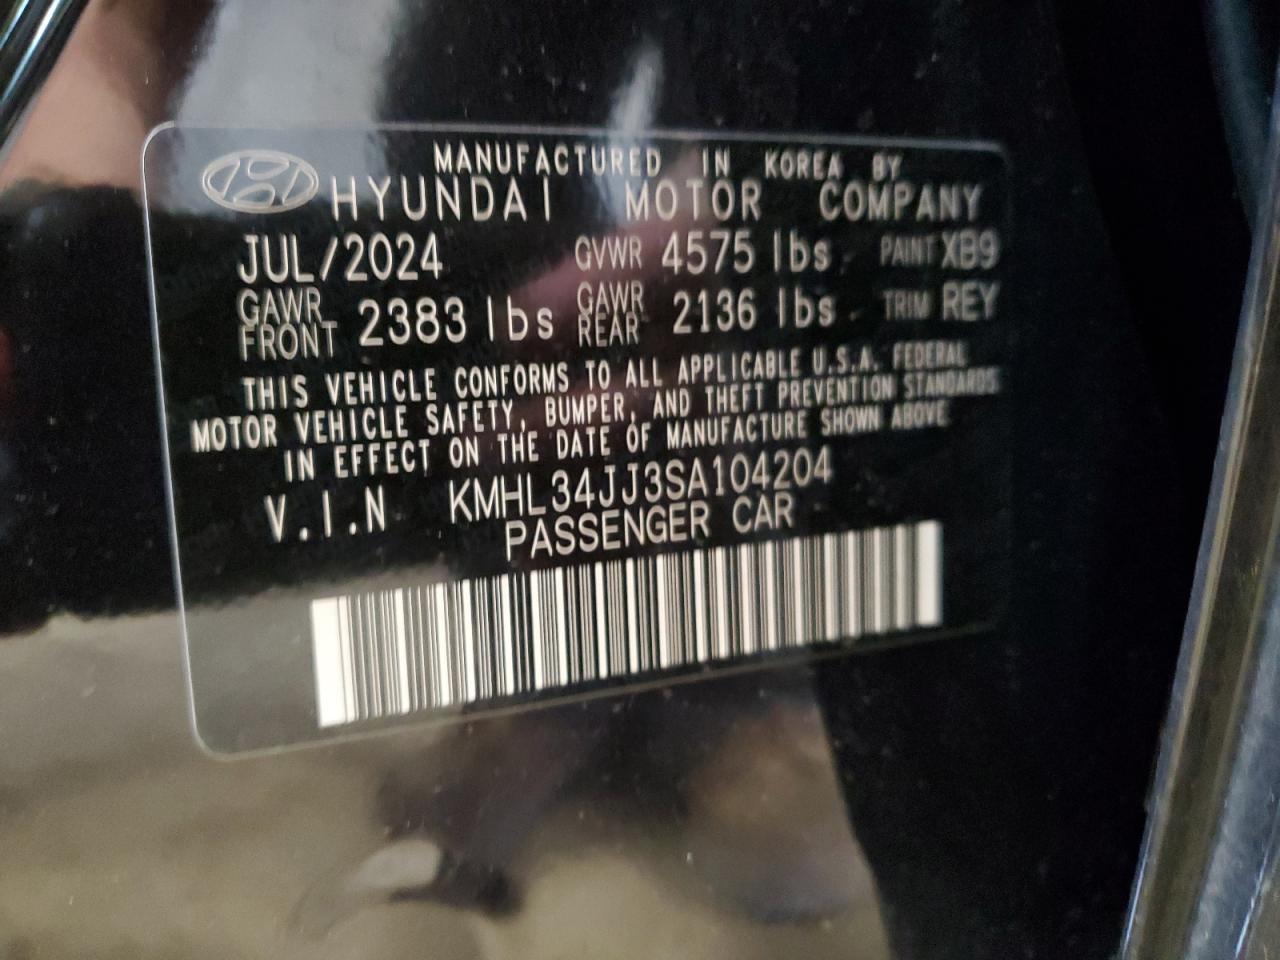 MANUFACTURED IN KOREA BY
HYUNDAI MOTOR COMPANY
JUL/2024 GVWR 4575 lbs PAINT XB9
GAWR FRONT 2383 lbs GAWR REAR 2136 lbs TRIM REY
THIS VEHICLE CONFORMS TO ALL APPLICABLE U.S.A. FEDERAL
MOTOR VEHICLE SAFETY, BUMPER, AND THEFT PREVENTION STANDARDS
IN EFFECT ON THE DATE OF MANUFACTURE SHOWN ABOVE
V.I.N KMHL34JJ3SA104204
PASSENGER CAR